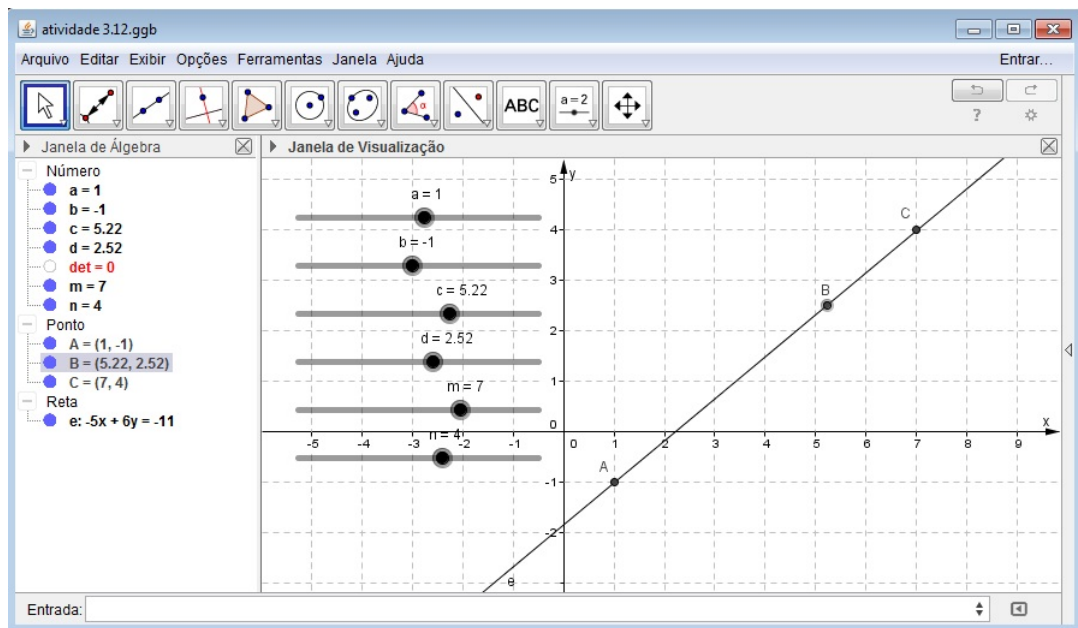 atividade 3.12.ggb
Arquivo Editar Exibir Opções Ferramentas Janela Ajuda Entrar...
ABC a=2 ?
Janela de Álgebra
Número
a = 1
b = -1
c = 5.22
d = 2.52
det = 0
m = 7
n = 4
Ponto
A = (1, -1)
B = (5.22, 2.52)
C = (7, 4)
Reta
e: -5x + 6y = -11
Janela de Visualização
a = 1
b = -1
c = 5.22
d = 2.52
m = 7
n = 4
y
5
4
3
2
1
0
-1
-2
-5 -4 -3 -2 -1 0 1 2 3 4 5 6 7 8 9
x
C
B
A
e
Entrada: